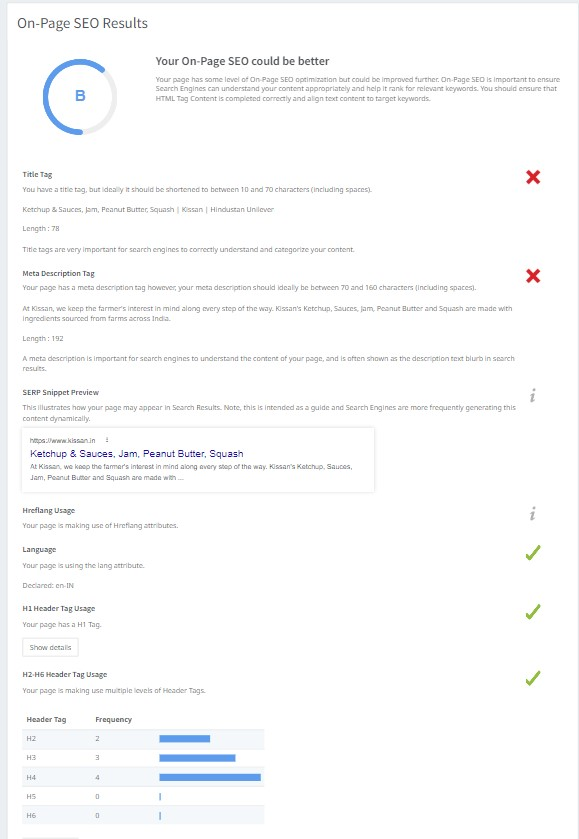 On-Page SEO Results
B
Your On-Page SEO could be better
Your page has some level of On-Page SEO optimization but could be improved further. On-Page SEO is important to ensure
Search Engines can understand your content appropriately and help it rank for relevant keywords. You should ensure that
HTML Tag Content is completed correctly and align text content to target keywords.
Title Tag
You have a title tag, but ideally it should be shortened to between 10 and 70 characters (including spaces).
Ketchup & Sauces, Jam, Peanut Butter, Squash | Kissan | Hindustan Unilever
Length : 78
Title tags are very important for search engines to correctly understand and categorize your content.
Meta Description Tag
Your page has a meta description tag however, your meta description should ideally be between 70 and 160 characters (including spaces).
At Kissan, we keep the farmer's interest in mind along every step of the way. Kissan's Ketchup, Sauces, Jam, Peanut Butter and Squash are made with
ingredients sourced from farms across India.
Length : 192
A meta description is important for search engines to understand the content of your page, and is often shown as the description text blurb in search
results.
SERP Snippet Preview
i
This illustrates how your page may appear in Search Results. Note, this is intended as a guide and Search Engines are more frequently generating this
content dynamically.
https://www.kissan.in ⋮
Ketchup & Sauces, Jam, Peanut Butter, Squash
At Kissan, we keep the farmer's interest in mind along every step of the way. Kissan's Ketchup, Sauces,
Jam, Peanut Butter and Squash are made with ...
Hreflang Usage
i
Your page is making use of Hreflang attributes.
Language
Your page is using the lang attribute.
Declared: en-IN
H1 Header Tag Usage
Your page has a H1 Tag.
Show details
H2-H6 Header Tag Usage
Your page is making use multiple levels of Header Tags.
Header Tag Frequency
H2 2
H3 3
H4 4
H5 0
H6 0